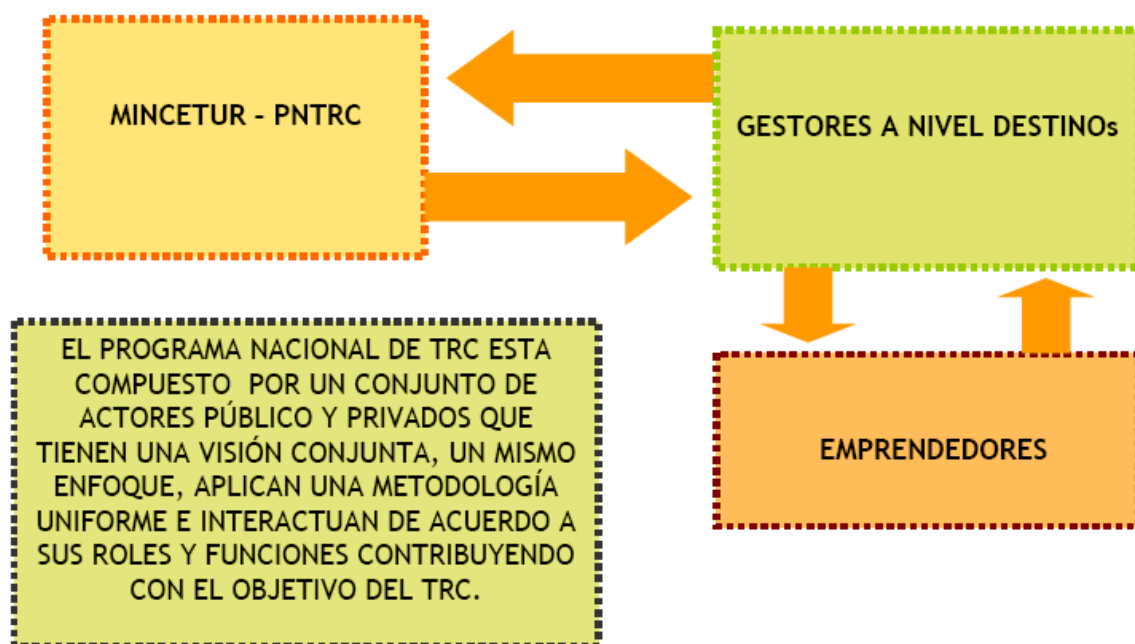 MINCETUR - PNTRC
GESTORES A NIVEL DESTINOs
EL PROGRAMA NACIONAL DE TRC ESTA
COMPUESTO POR UN CONJUNTO DE
ACTORES PÚBLICO Y PRIVADOS QUE
TIENEN UNA VISIÓN CONJUNTA, UN MISMO
ENFOQUE, APLICAN UNA METODOLOGÍA
UNIFORME E INTERACTUAN DE ACUERDO A
SUS ROLES Y FUNCIONES CONTRIBUYENDO
CON EL OBJETIVO DEL TRC.
EMPRENDEDORES